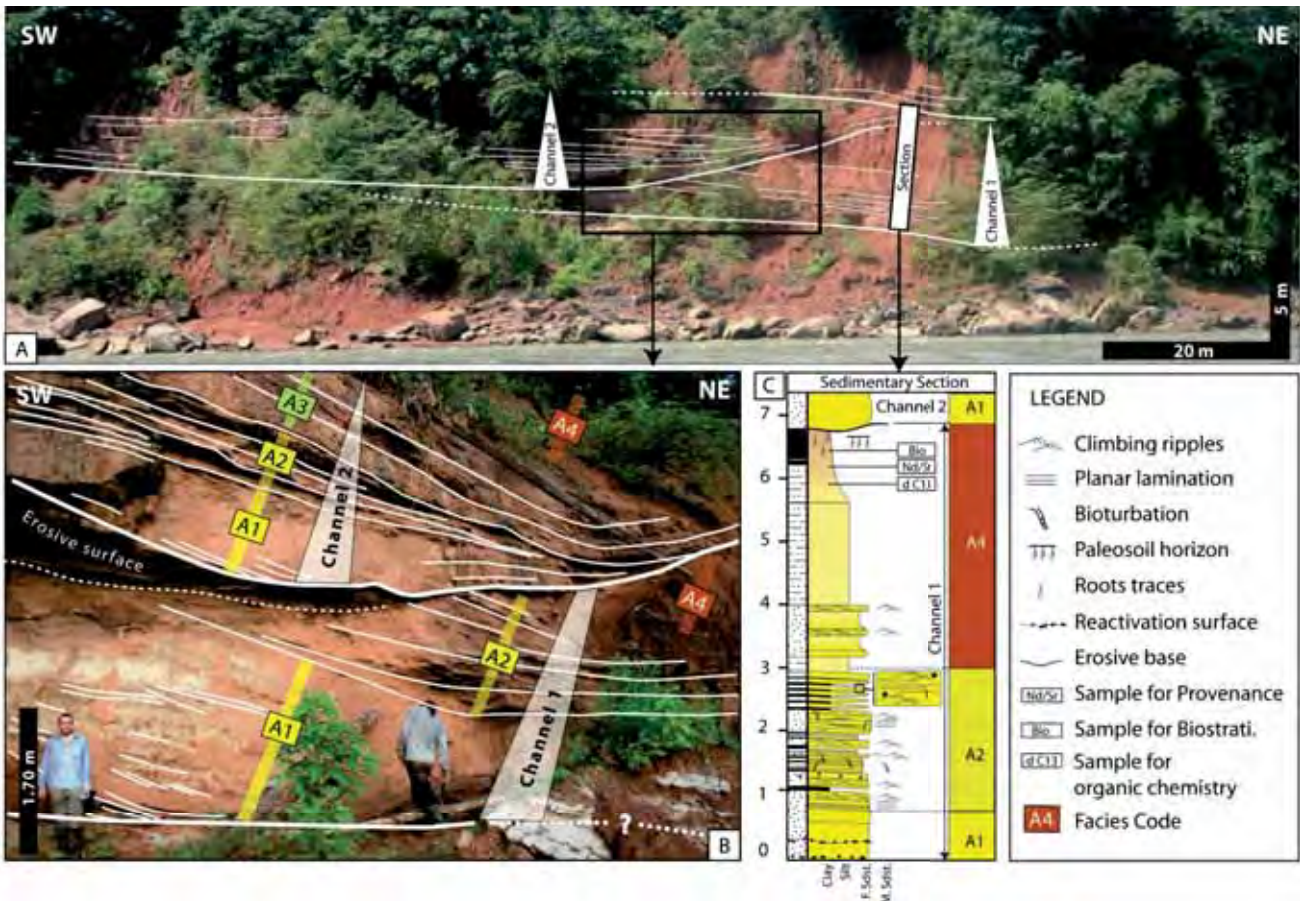 SW
NE
Channel 2
Section
Channel 1
A
20 m
5 m
SW
NE
A3
A4
A2
Channel 2
A1
Erosive surface
A4
A2
A1
Channel 1
1.70 m
?
B
C
Sedimentary Section
7
Channel 2
A1
Bio
Nd/Sr
6
d C13
5
A4
4
Channel 1
3
2
A2
1
A1
0
Clay
Silt
F. Sdst.
M. Sdst.
LEGEND
Climbing ripples
Planar lamination
Bioturbation
Paleosoil horizon
Roots traces
Reactivation surface
Erosive base
Nd/Sr Sample for Provenance
Bio Sample for Biostrati.
d C13 Sample for
organic chemistry
A4 Facies Code